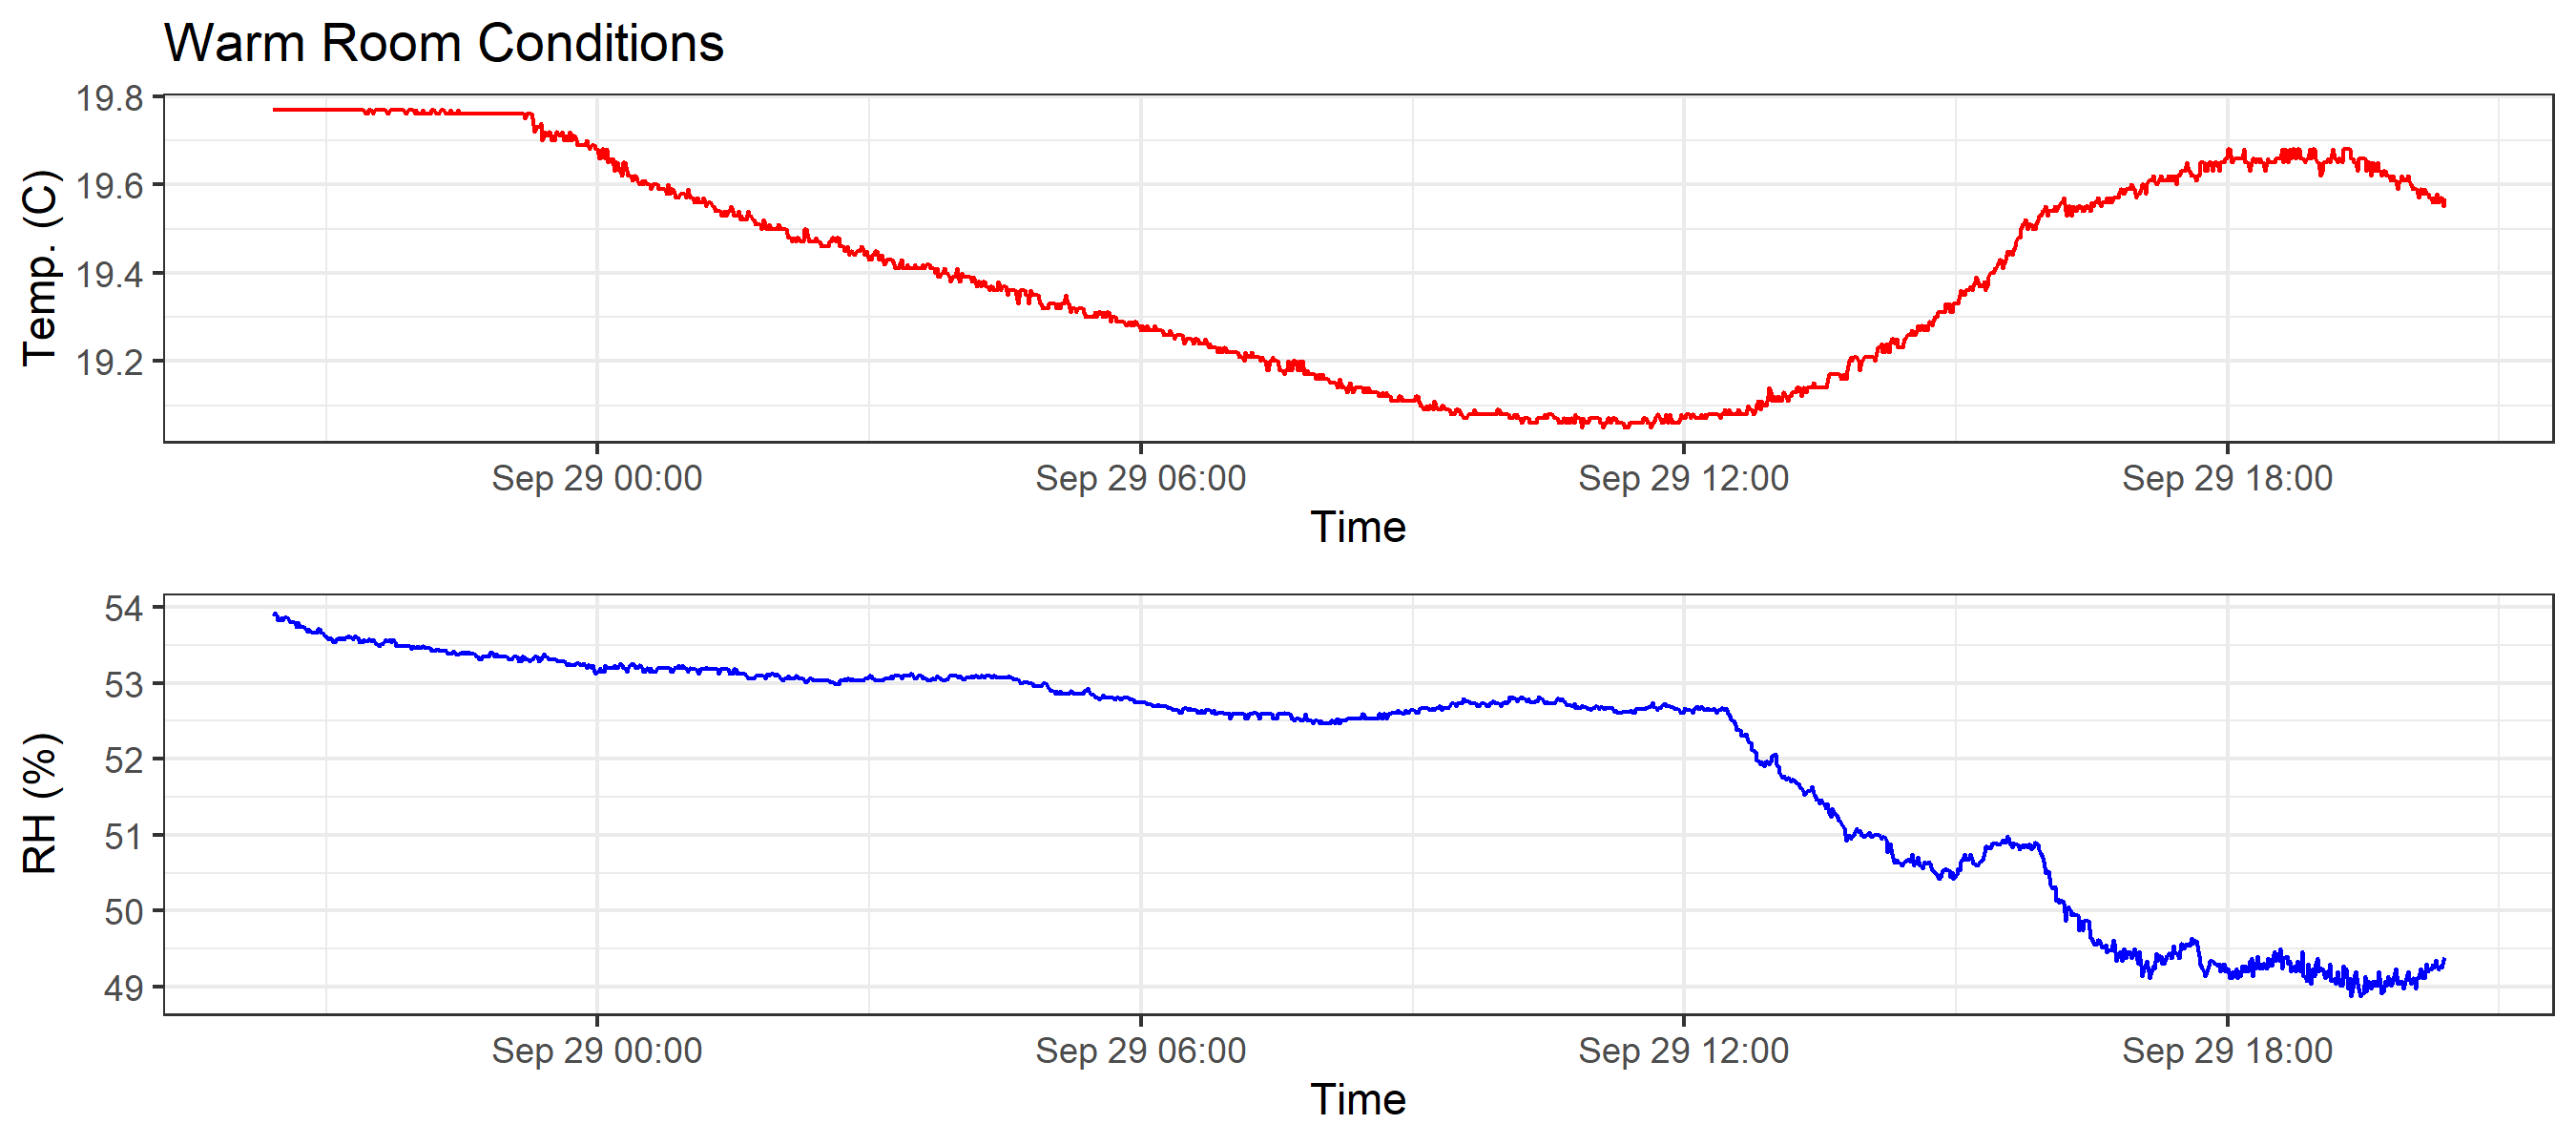 Warm Room Conditions
Temp. (C)
19.8
19.6
19.4
19.2
Sep 29 00:00 Sep 29 06:00 Sep 29 12:00 Sep 29 18:00
Time
RH (%)
54
53
52
51
50
49
Sep 29 00:00 Sep 29 06:00 Sep 29 12:00 Sep 29 18:00
Time